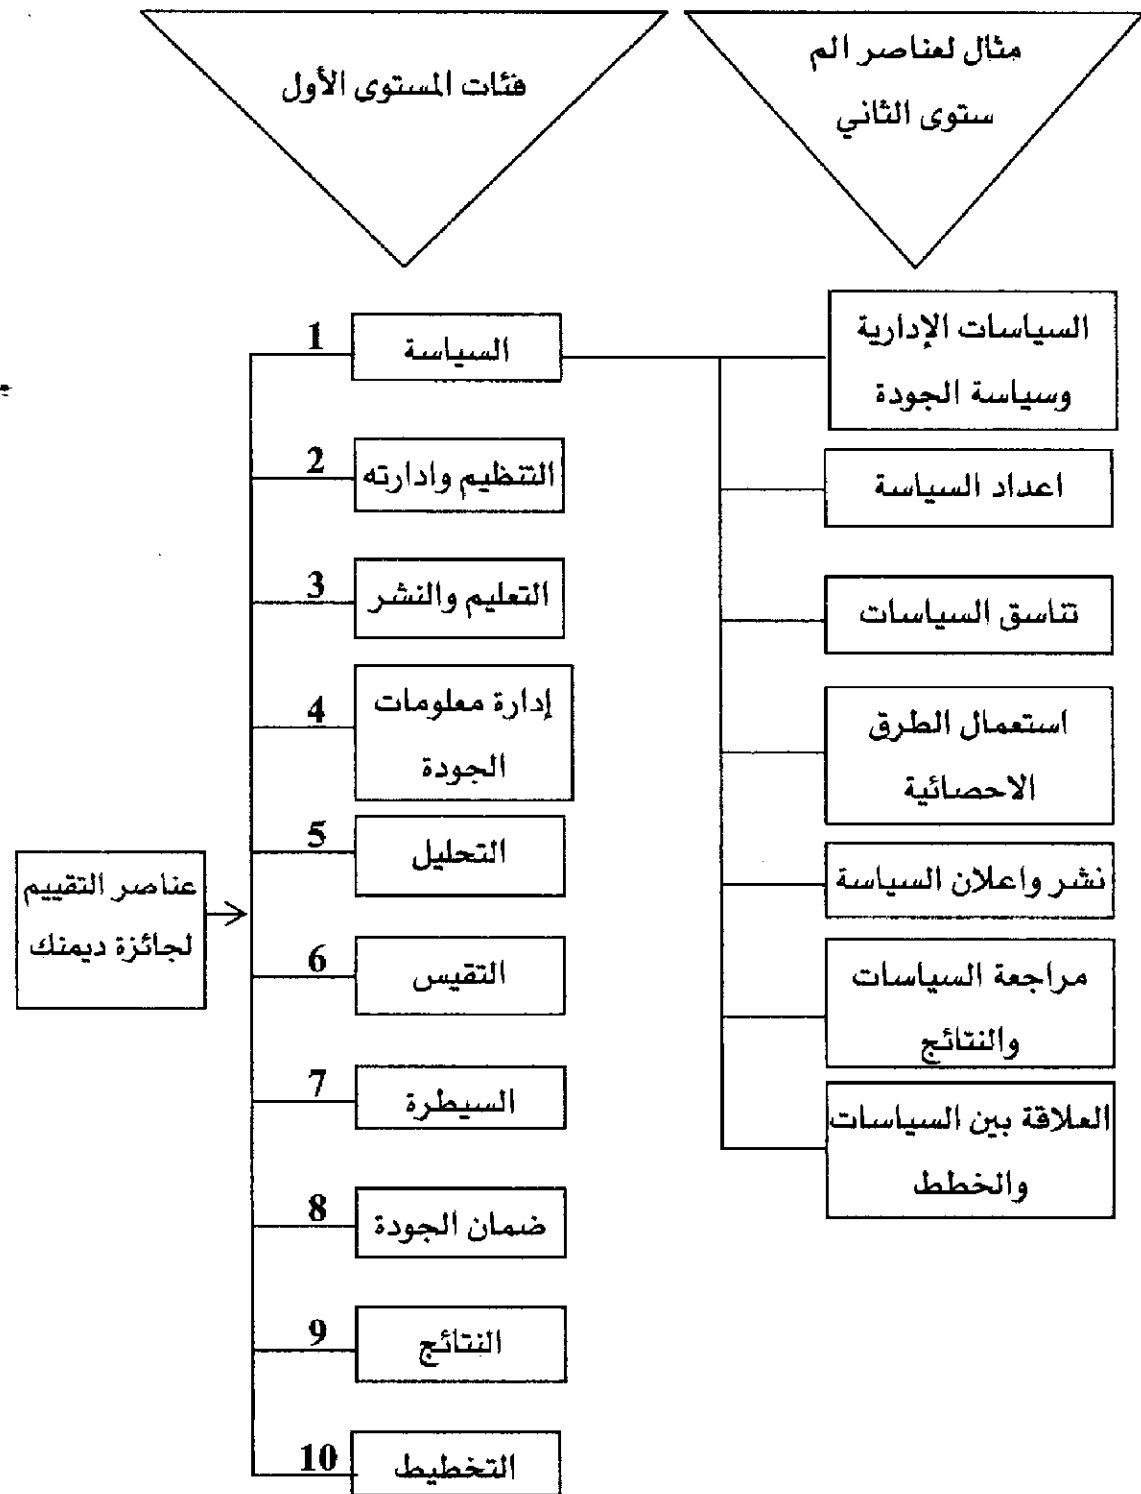 فئات المستوى الأول
مثال لعناصر الم
ستوى الثاني
عناصر التقييم
لجائزة ديمنك
1
السياسة
2
التنظيم وادارته
3
التعليم والنشر
4
إدارة معلومات
الجودة
5
التحليل
6
التقيس
7
السيطرة
8
ضمان الجودة
9
النتائج
10
التخطيط
السياسات الإدارية
وسياسة الجودة
اعداد السياسة
تناسق السياسات
استعمال الطرق
الاحصائية
نشر واعلان السياسة
مراجعة السياسات
والنتائج
العلاقة بين السياسات
والخطط